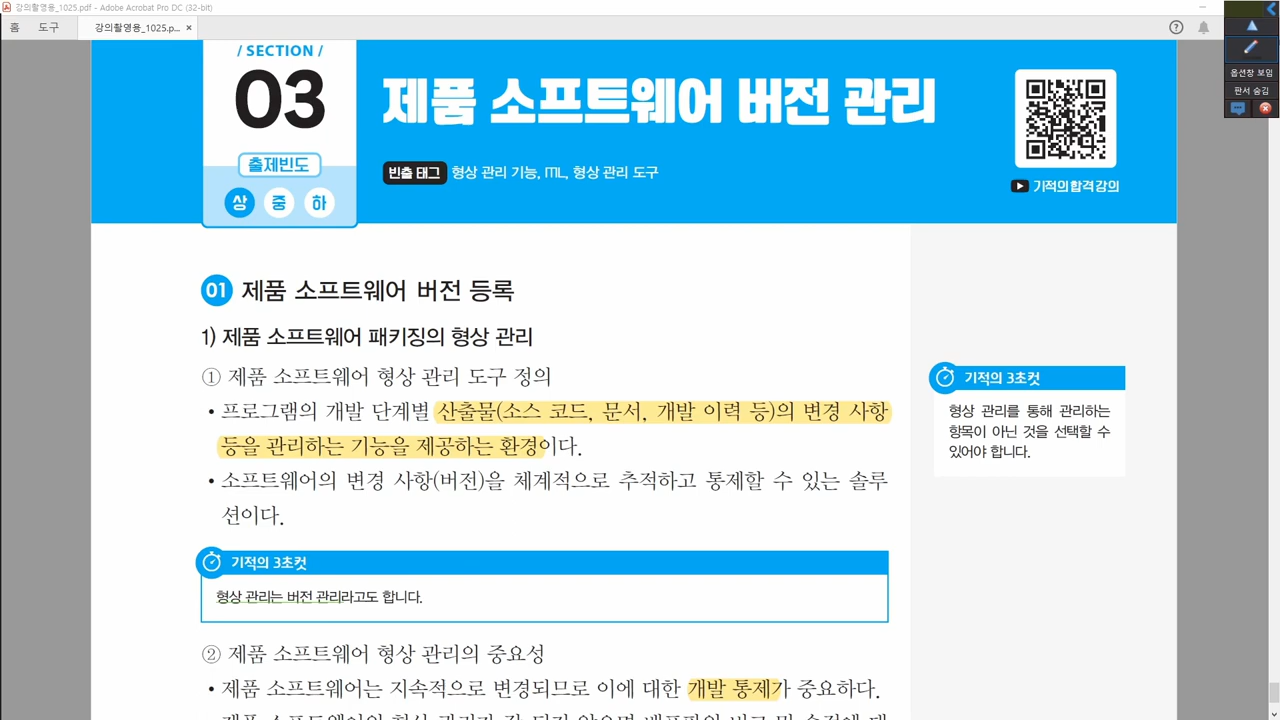 강의촬영용_1025.pdf - Adobe Acrobat Pro DC (32-bit)
홈 도구 강의촬영용_1025.p... ×
옵션창 보임
판서 숨김
/ SECTION /
03
출제빈도
상 중 하
제품 소프트웨어 버전 관리
빈출 태그 형상 관리 기능, ITIL, 형상 관리 도구
기적의합격강의
01 제품 소프트웨어 버전 등록
1) 제품 소프트웨어 패키징의 형상 관리
① 제품 소프트웨어 형상 관리 도구 정의
• 프로그램의 개발 단계별 산출물(소스 코드, 문서, 개발 이력 등)의 변경 사항
등을 관리하는 기능을 제공하는 환경이다.
• 소프트웨어의 변경 사항(버전)을 체계적으로 추적하고 통제할 수 있는 솔루
션이다.
기적의 3초컷
형상 관리를 통해 관리하는
항목이 아닌 것을 선택할 수
있어야 합니다.
기적의 3초컷
형상 관리는 버전 관리라고도 합니다.
② 제품 소프트웨어 형상 관리의 중요성
• 제품 소프트웨어는 지속적으로 변경되므로 이에 대한 개발 통제가 중요하다.